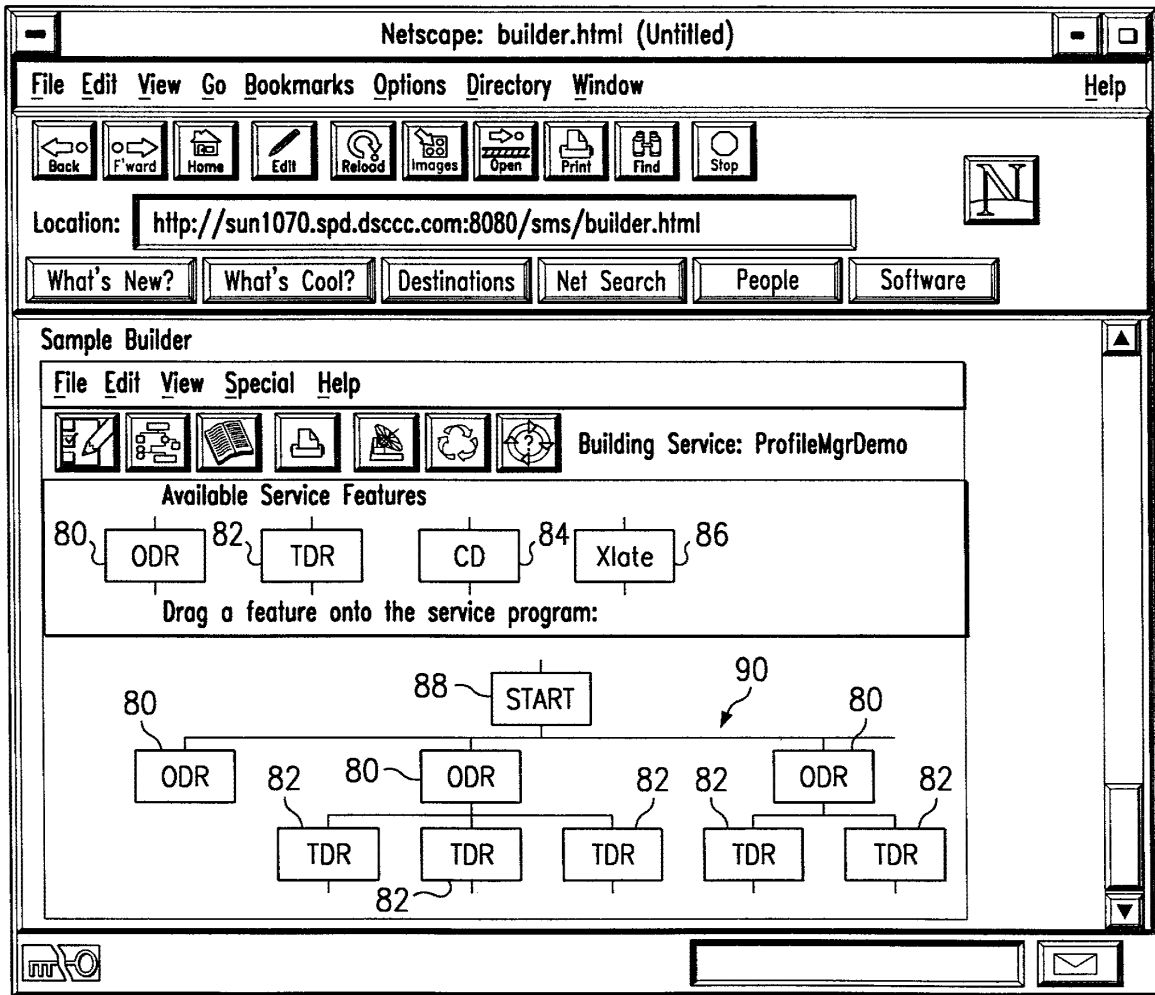 Netscape: builder.html (Untitled)
File Edit View Go Bookmarks Options Directory Window Help
Back F'ward Home Edit Reload Images Open Print Find Stop
N
Location: http://sun1070.spd.dsccc.com:8080/sms/builder.html
What's New? What's Cool? Destinations Net Search People Software
Sample Builder
File Edit View Special Help
? Building Service: ProfileMgrDemo
Available Service Features
80 ODR 82 TDR CD 84 Xlate 86
Drag a feature onto the service program:
88 START 90
80 80
ODR 80 ODR ODR
82 82 82 82
TDR TDR TDR TDR TDR
82